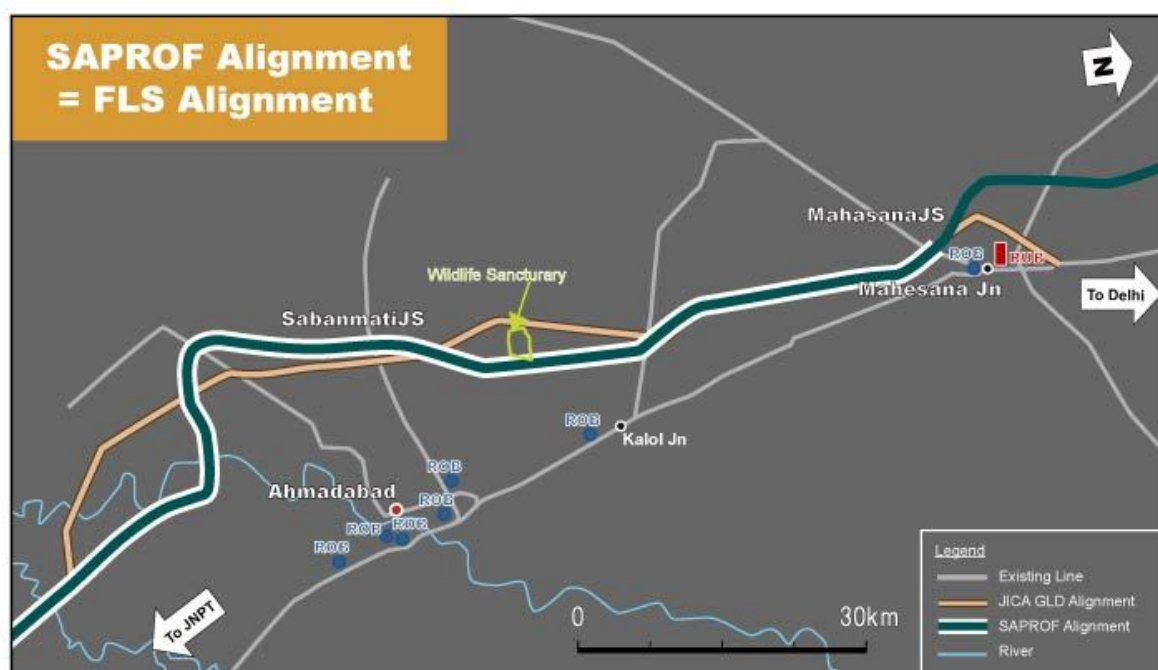 SAPROF Alignment
= FLS Alignment
N
MahasanaJS
ROB
RUB
Mahesana Jn
To Delhi
Wildlife Sancturary
SabanmatiJS
ROB
Kalol Jn
ROB
Ahmadabad
ROB
ROB
ROB
ROB
To JNPT
0
30km
Legend
Existing Line
JICA GLD Alignment
SAPROF Alignment
River